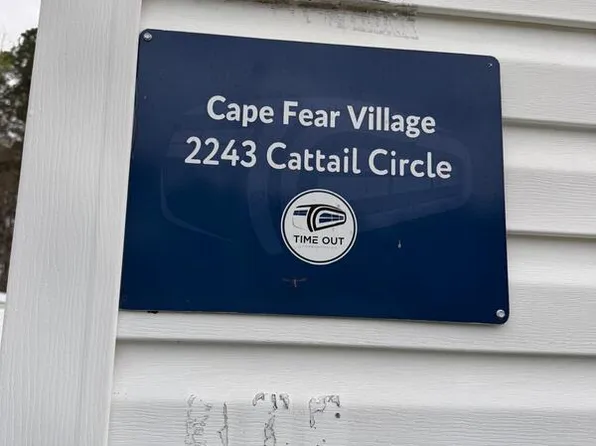 Cape Fear Village
2243 Cattail Circle
TIME OUT